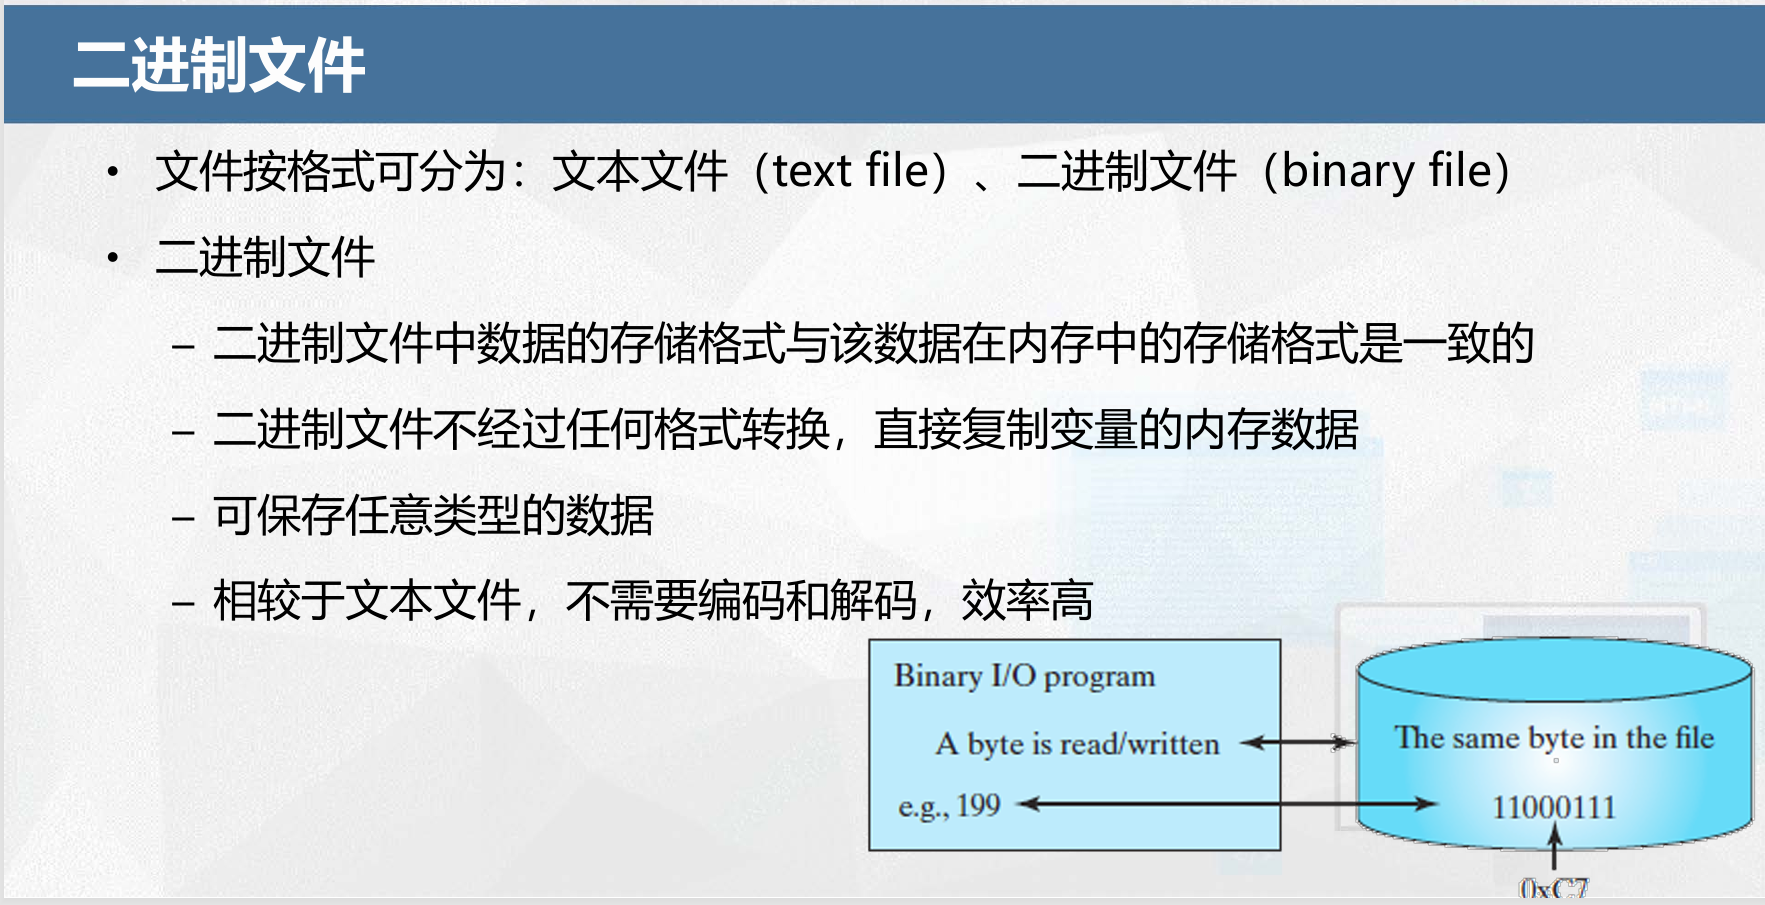 二进制文件
• 文件按格式可分为：文本文件（text file）、二进制文件（binary file）
• 二进制文件
– 二进制文件中数据的存储格式与该数据在内存中的存储格式是一致的
– 二进制文件不经过任何格式转换，直接复制变量的内存数据
– 可保存任意类型的数据
– 相较于文本文件，不需要编码和解码，效率高
Binary I/O program
A byte is read/written
e.g., 199
The same byte in the file
11000111
0xC7